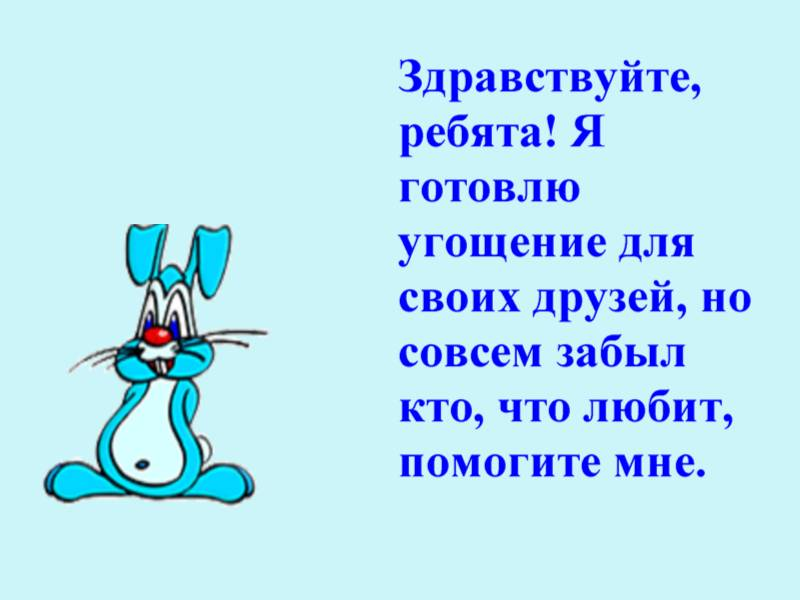 Здравствуйте,
ребята! Я
готовлю
угощение для
своих друзей, но
совсем забыл
кто, что любит,
помогите мне.